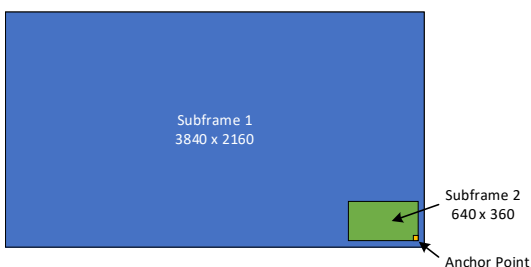 Subframe 1
3840 x 2160
Subframe 2
640 x 360
Anchor Point